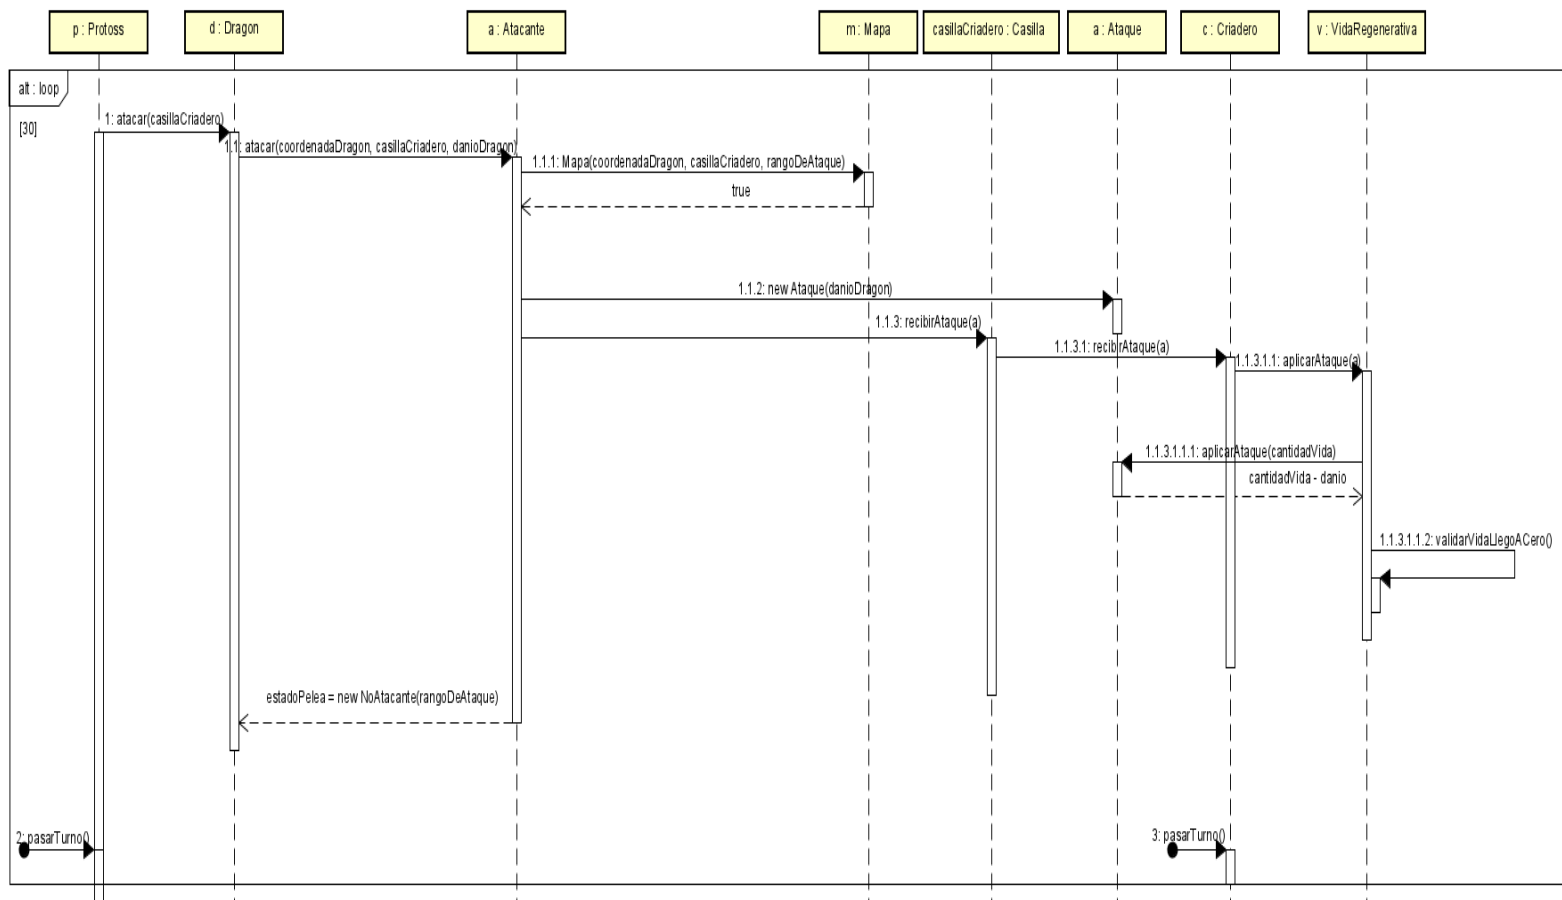 p : Protoss
d : Dragon
a : Atacante
m : Mapa
casillaCriadero : Casilla
a : Ataque
c : Criadero
v : VidaRegenerativa
alt : loop
[30]
1: atacar(casillaCriadero)
1.1: atacar(coordenadaDragon, casillaCriadero, danioDragon)
1.1.1: Mapa(coordenadaDragon, casillaCriadero, rangoDeAtaque)
true
1.1.2: new Ataque(danioDragon)
1.1.3: recibirAtaque(a)
1.1.3.1: recibirAtaque(a)
1.1.3.1.1: aplicarAtaque(a)
1.1.3.1.1.1: aplicarAtaque(cantidadVida)
cantidadVida - danio
1.1.3.1.1.2: validarVidaLlegoACero()
estadoPelea = new NoAtacante(rangoDeAtaque)
2: pasarTurno()
3: pasarTurno()